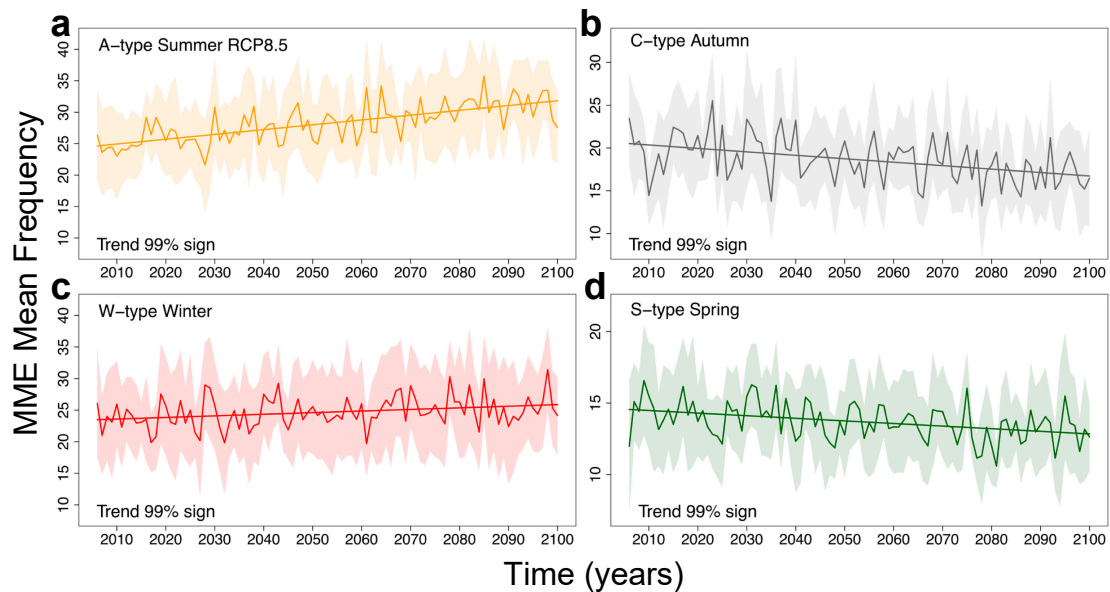 a
A-type Summer RCP8.5
40
35
30
25
20
15
10
Trend 99% sign
2010 2020 2030 2040 2050 2060 2070 2080 2090 2100
b
C-type Autumn
30
25
20
15
10
Trend 99% sign
2010 2020 2030 2040 2050 2060 2070 2080 2090 2100
MME Mean Frequency
c
W-type Winter
40
35
30
25
20
15
10
Trend 99% sign
2010 2020 2030 2040 2050 2060 2070 2080 2090 2100
d
S-type Spring
20
15
10
Trend 99% sign
2010 2020 2030 2040 2050 2060 2070 2080 2090 2100
Time (years)